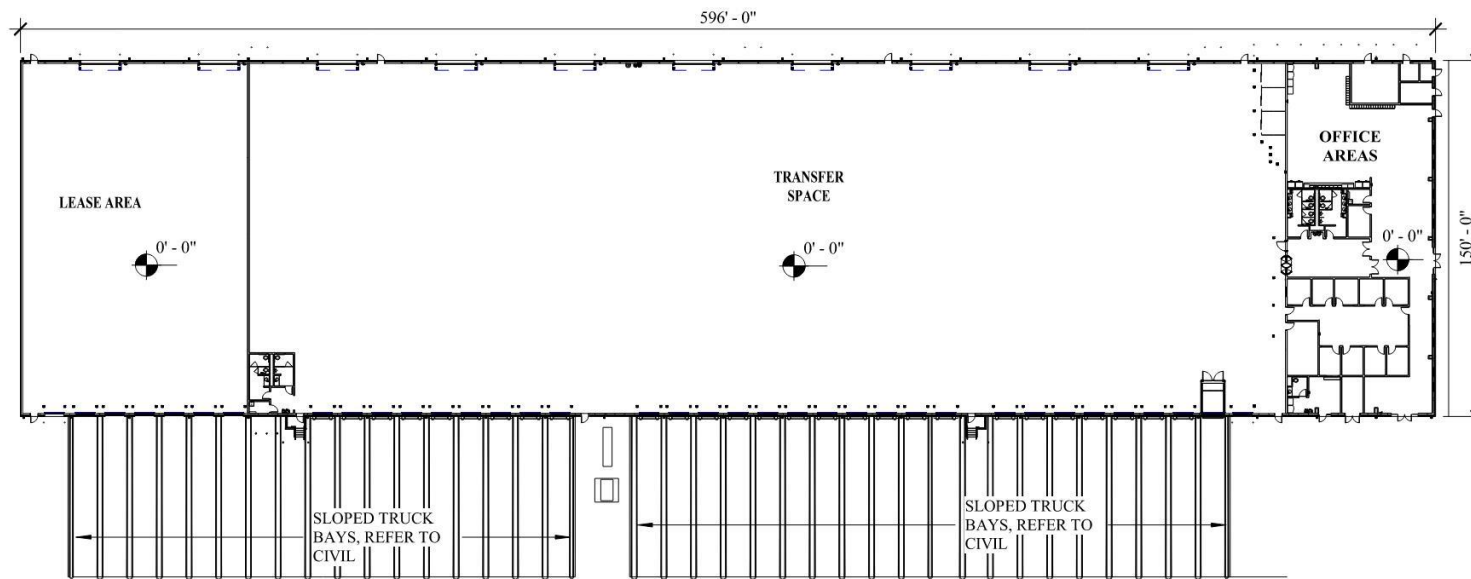 596' - 0"
LEASE AREA
0' - 0"
TRANSFER
SPACE
0' - 0"
OFFICE
AREAS
0' - 0"
150' - 0"
SLOPED TRUCK
BAYS, REFER TO
CIVIL
SLOPED TRUCK
BAYS, REFER TO
CIVIL